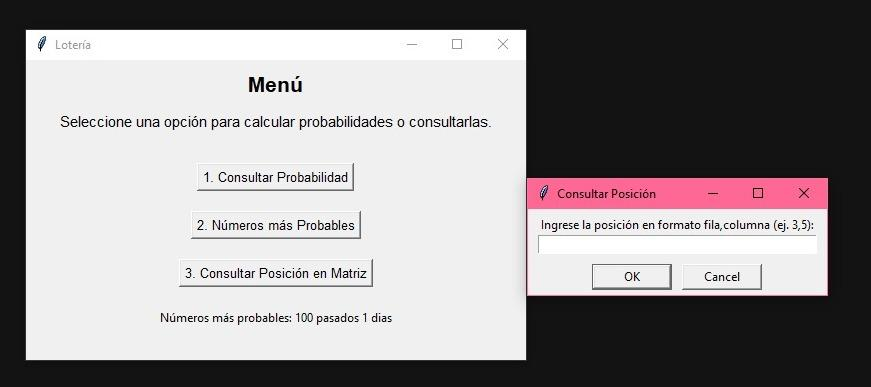 Lotería
Menú
Seleccione una opción para calcular probabilidades o consultarlas.
1. Consultar Probabilidad
2. Números más Probables
3. Consultar Posición en Matriz
Números más probables: 100 pasados 1 dias
Consultar Posición
Ingrese la posición en formato fila,columna (ej. 3,5):
OK
Cancel